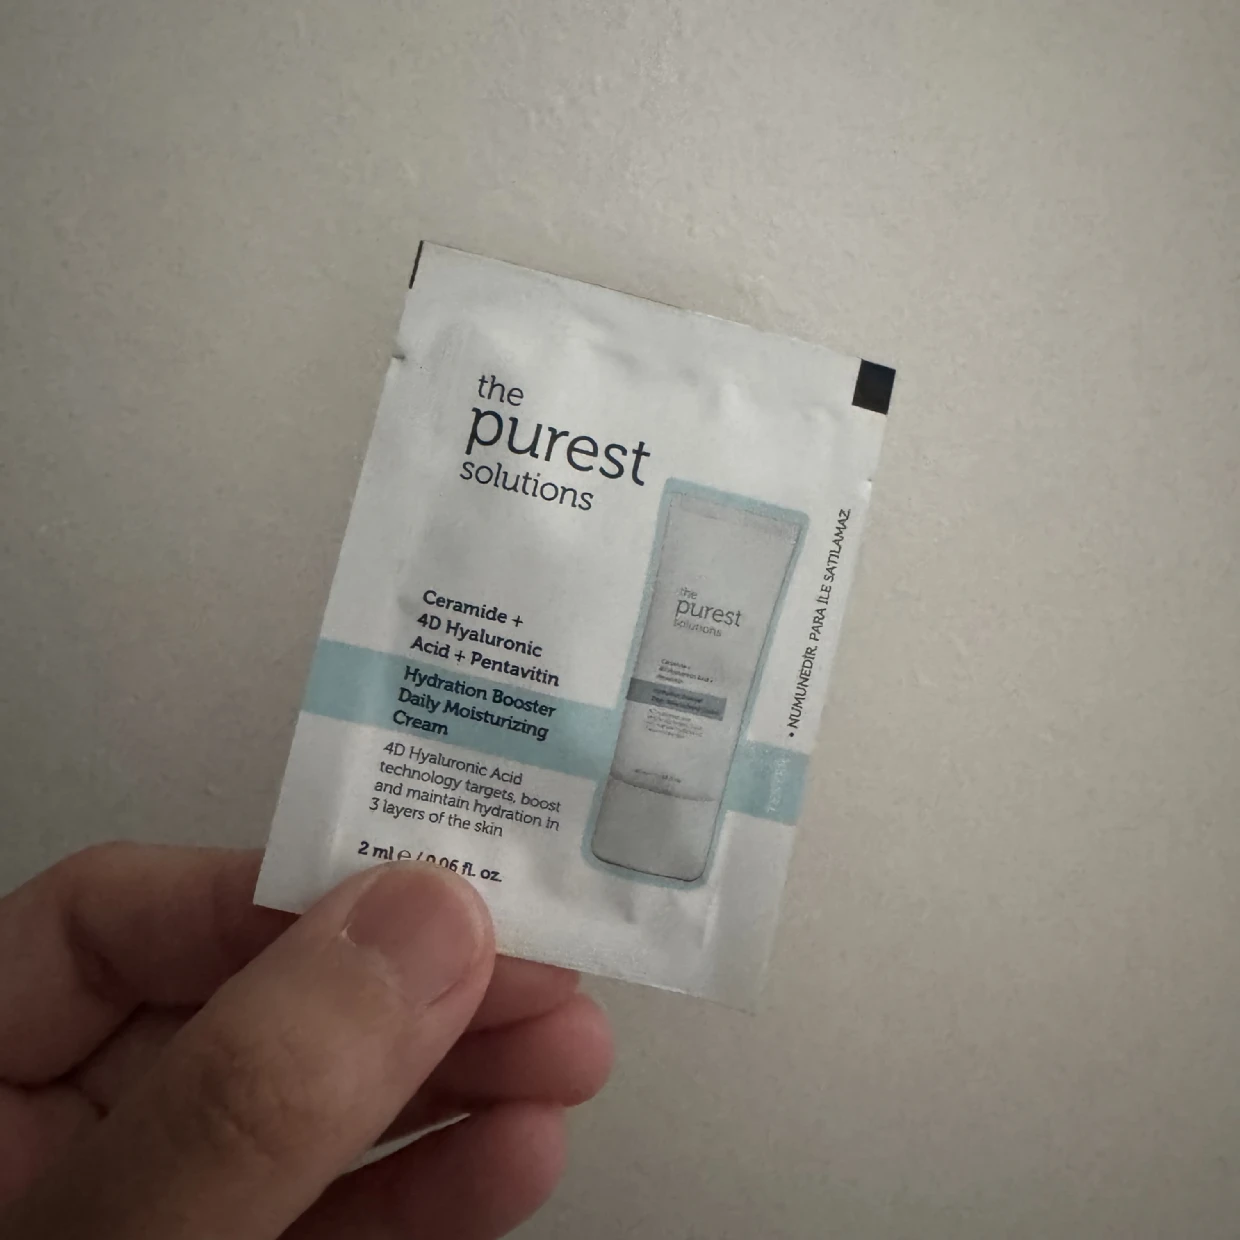 the
purest
solutions
Ceramide +
4D Hyaluronic
Acid + Pentavitin
Hydration Booster
Daily Moisturizing
Cream
4D Hyaluronic Acid
technology targets, boost
and maintain hydration in
3 layers of the skin
2 ml ℮ / 0.06 fl. oz.
the
purest
solutions
• NUMUNEDİR, PARA İLE SATILAMAZ
TESTER